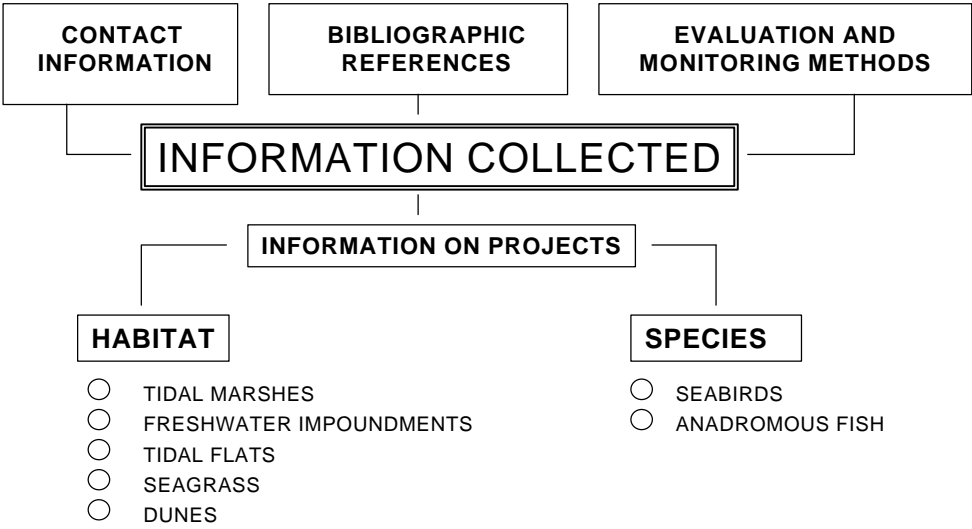 CONTACT
INFORMATION
BIBLIOGRAPHIC
REFERENCES
EVALUATION AND
MONITORING METHODS
INFORMATION COLLECTED
INFORMATION ON PROJECTS
HABITAT
TIDAL MARSHES
FRESHWATER IMPOUNDMENTS
TIDAL FLATS
SEAGRASS
DUNES
SPECIES
SEABIRDS
ANADROMOUS FISH